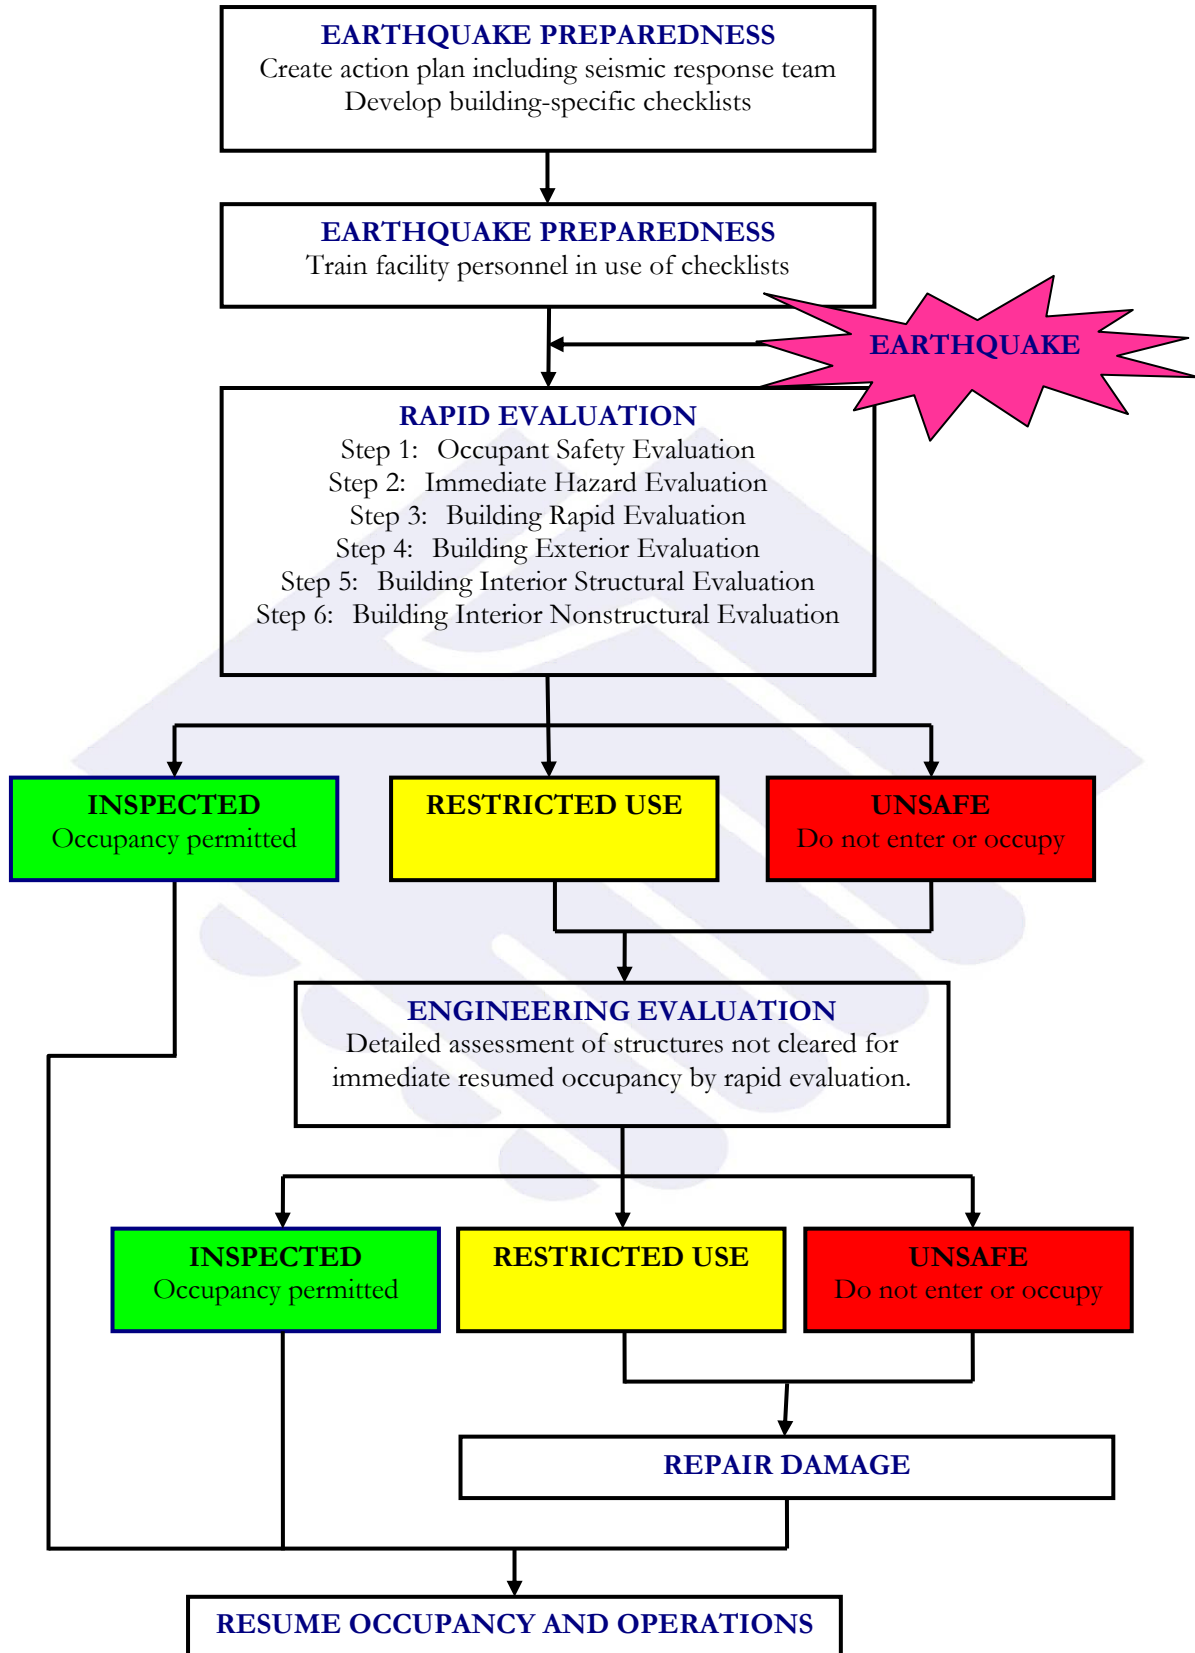 EARTHQUAKE PREPAREDNESS
Create action plan including seismic response team
Develop building-specific checklists
EARTHQUAKE PREPAREDNESS
Train facility personnel in use of checklists
EARTHQUAKE
RAPID EVALUATION
Step 1: Occupant Safety Evaluation
Step 2: Immediate Hazard Evaluation
Step 3: Building Rapid Evaluation
Step 4: Building Exterior Evaluation
Step 5: Building Interior Structural Evaluation
Step 6: Building Interior Nonstructural Evaluation
INSPECTED
Occupancy permitted
RESTRICTED USE
UNSAFE
Do not enter or occupy
ENGINEERING EVALUATION
Detailed assessment of structures not cleared for
immediate resumed occupancy by rapid evaluation.
INSPECTED
Occupancy permitted
RESTRICTED USE
UNSAFE
Do not enter or occupy
REPAIR DAMAGE
RESUME OCCUPANCY AND OPERATIONS